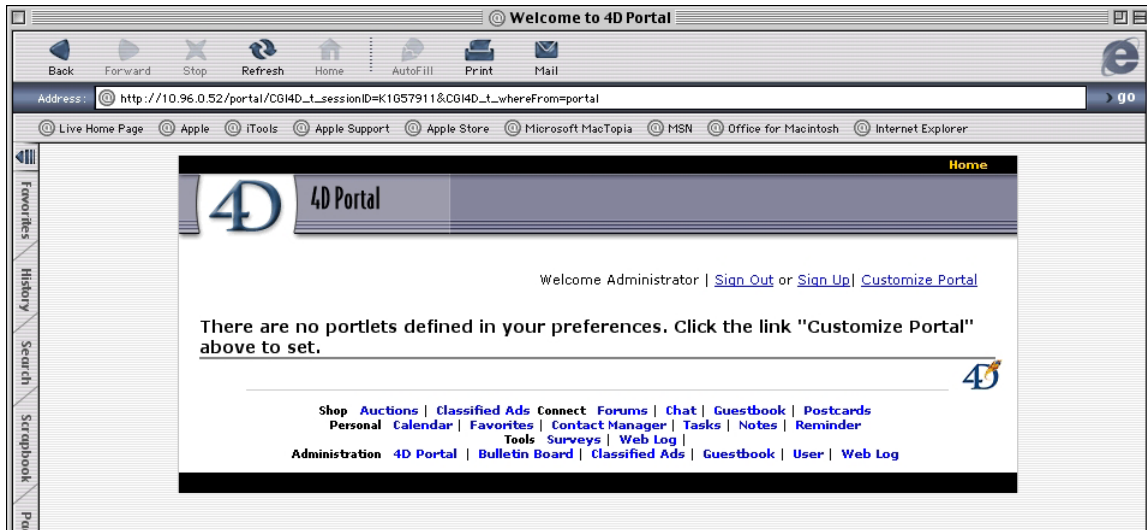 @ Welcome to 4D Portal
Back Forward Stop Refresh Home AutoFill Print Mail
Address: @ http://10.96.0.52/portal/CGI4D_t_sessionID=K1G57911&CGI4D_t_whereFrom=portal go
@ Live Home Page @ Apple @ iTools @ Apple Support @ Apple Store @ Microsoft MacTopia @ MSN @ Office for Macintosh @ Internet Explorer
Favorites
History
Search
Scrapbook
Home
4D 4D Portal
Welcome Administrator | Sign Out or Sign Up| Customize Portal
There are no portlets defined in your preferences. Click the link "Customize Portal"
above to set.
4D
Shop Auctions | Classified Ads Connect Forums | Chat | Guestbook | Postcards
Personal Calendar | Favorites | Contact Manager | Tasks | Notes | Reminder
Tools Surveys | Web Log |
Administration 4D Portal | Bulletin Board | Classified Ads | Guestbook | User | Web Log